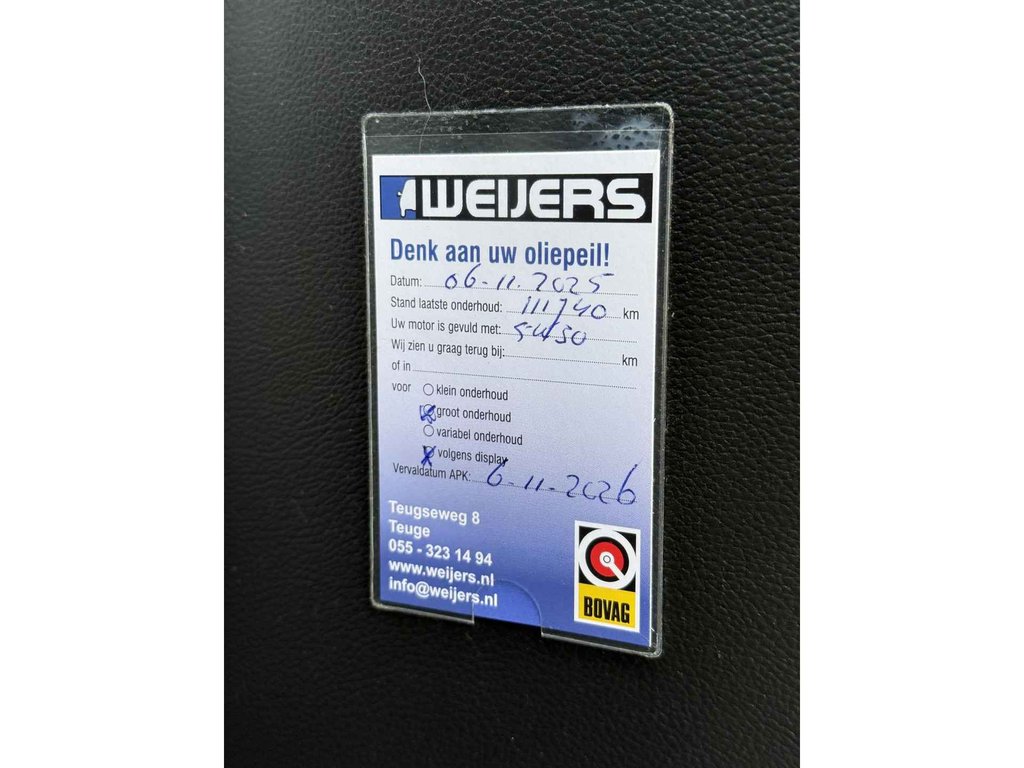 WEIJERS
Denk aan uw oliepeil!
Datum: 06-11-2025
Stand laatste onderhoud: 111740 km
Uw motor is gevuld met: 5W30
Wij zien u graag terug bij: km
of in
voor klein onderhoud
groot onderhoud
variabel onderhoud
volgens display
Vervaldatum APK: 6-11-2026
Teugseweg 8
Teuge
055 - 323 14 94
www.weijers.nl
info@weijers.nl
BOVAG